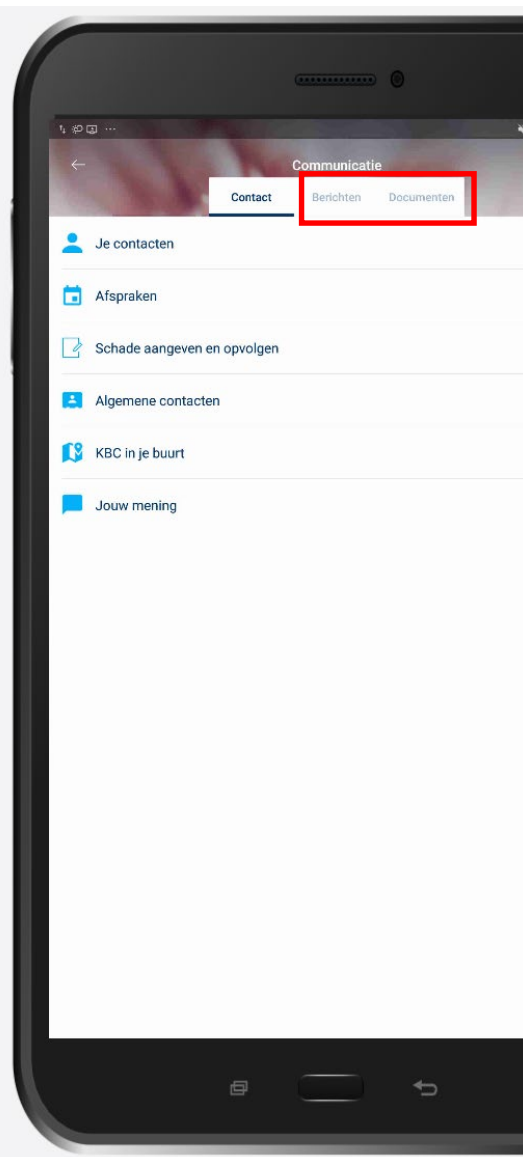 Communicatie
Contact Berichten Documenten
Je contacten
Afspraken
Schade aangeven en opvolgen
Algemene contacten
KBC in je buurt
Jouw mening